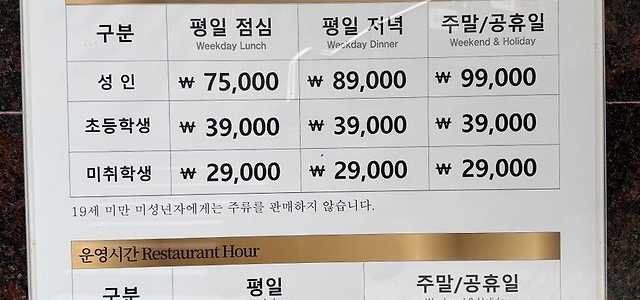 구분 평일 점심 평일 저녁 주말/공휴일
Weekday Lunch Weekday Dinner Weekend & Holiday
성 인 ₩ 75,000 ₩ 89,000 ₩ 99,000
초등학생 ₩ 39,000 ₩ 39,000 ₩ 39,000
미취학생 ₩ 29,000 ₩ 29,000 ₩ 29,000
19세 미만 미성년자에게는 주류를 판매하지 않습니다.
운영시간 Restaurant Hour
구분 평일 주말/공휴일